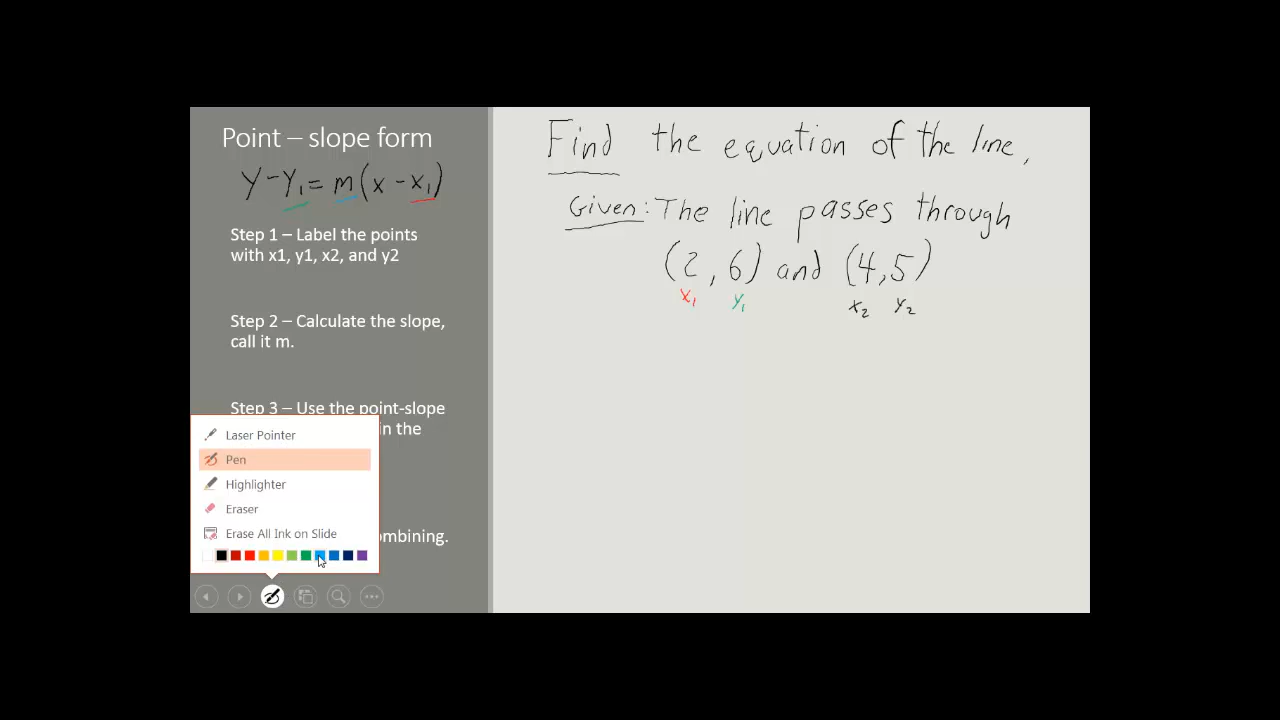 Point – slope form
y - y₁ = m(x - x₁)
Step 1 – Label the points
with x1, y1, x2, and y2
Step 2 – Calculate the slope,
call it m.
Step 3 – Use the point-slope
in the
ombining.
Laser Pointer
Pen
Highlighter
Eraser
Erase All Ink on Slide
Find the equation of the line,
Given: The line passes through
(2, 6) and (4, 5)
x₁ y₁ x₂ y₂